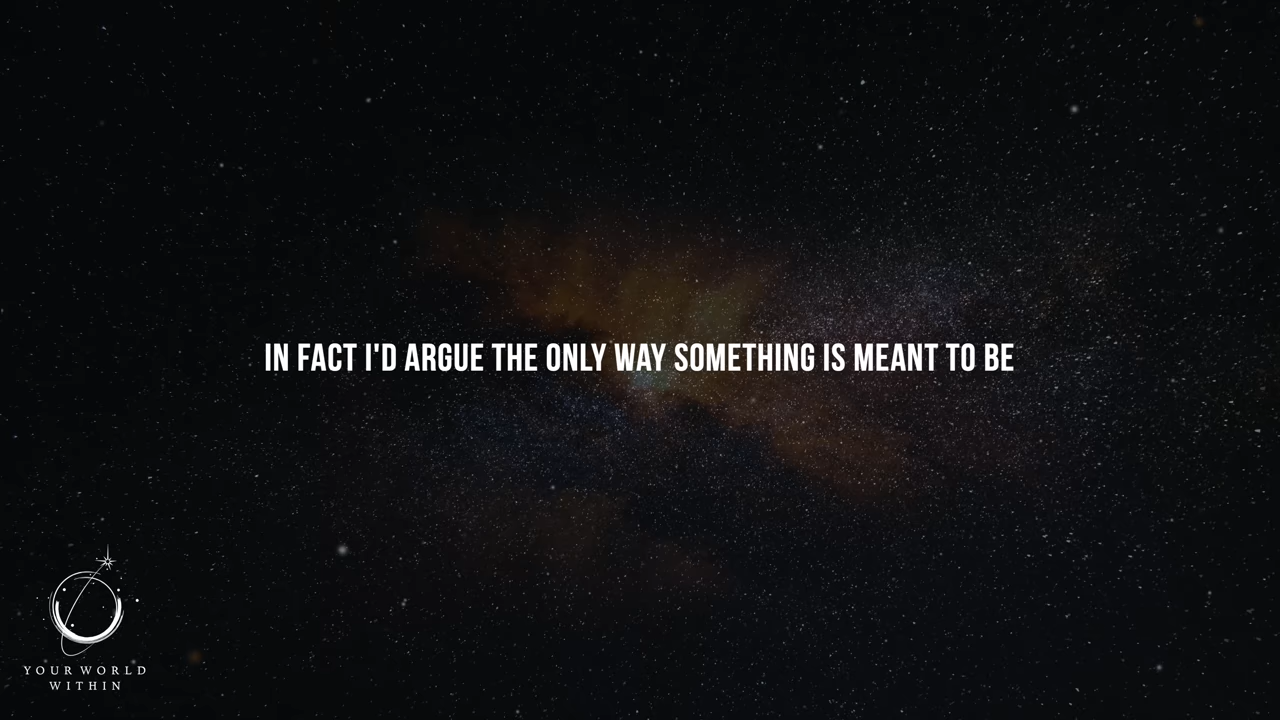 IN FACT I'D ARGUE THE ONLY WAY SOMETHING IS MEANT TO BE
YOUR WORLD
WITHIN